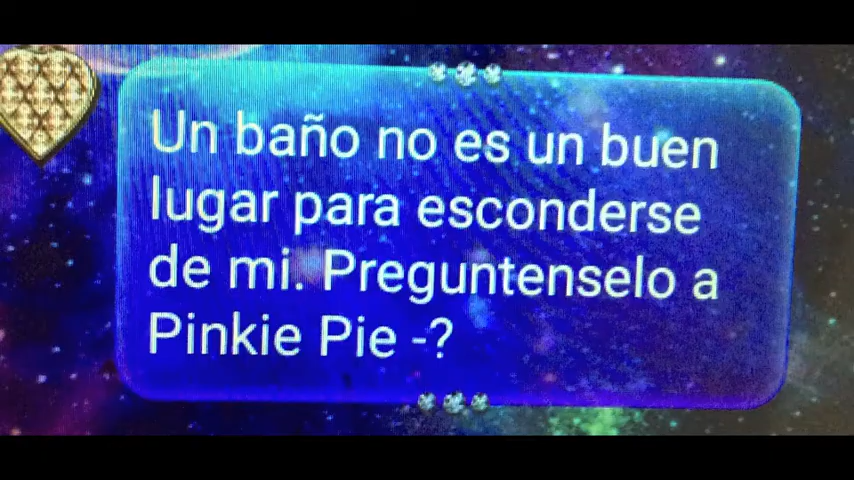 Un baño no es un buen
lugar para esconderse
de mi. Preguntenselo a
Pinkie Pie -?